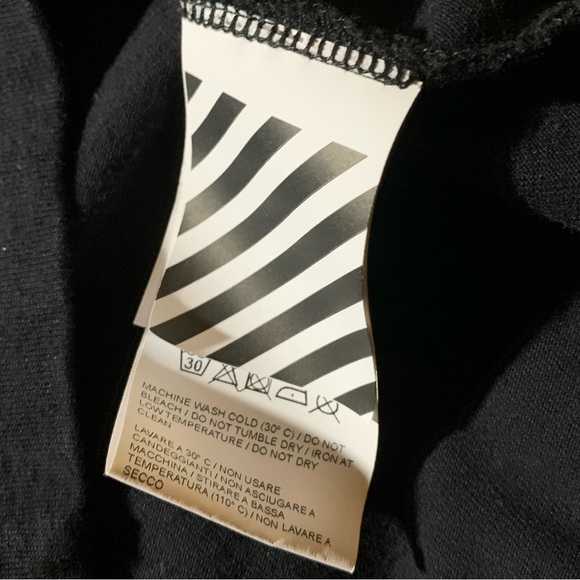 30
MACHINE WASH COLD (30° C) / DO NOT
BLEACH / DO NOT TUMBLE DRY / IRON AT
LOW TEMPERATURE / DO NOT DRY
CLEAN
LAVARE A 30° C / NON USARE
CANDEGGIANTI / NON ASCIUGARE A
MACCHINA / STIRARE A BASSA
TEMPERATURA (110° C) / NON LAVARE A
SECCO